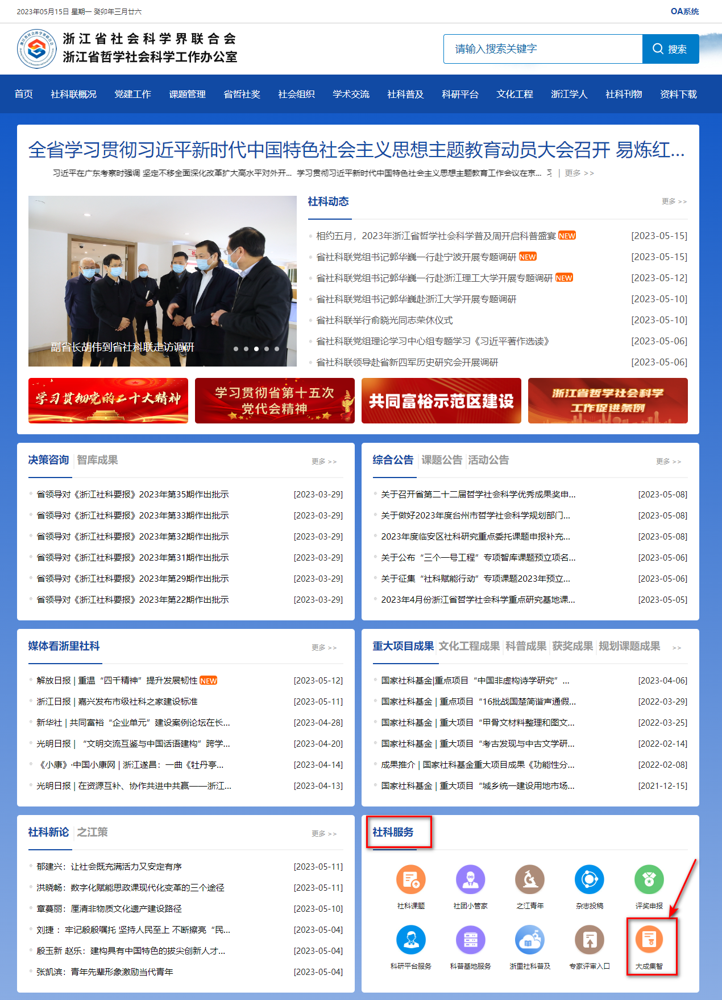 2023年05月15日 星期一 癸卯年三月廿六
OA系统
浙江省社会科学界联合会
浙江省哲学社会科学工作办公室
请输入搜索关键字
搜索
首页 社科联概况 党建工作 课题管理 省哲社奖 社会组织 学术交流 社科普及 科研平台 文化工程 浙江学人 社科刊物 资料下载
全省学习贯彻习近平新时代中国特色社会主义思想主题教育动员大会召开 易炼红...
习近平在广东考察时强调 坚定不移全面深化改革扩大高水平对外开... 学习贯彻习近平新时代中国特色社会主义思想主题教育工作会议在京... | 更多 >>
副省长胡伟到省社科联走访调研
社科动态 更多 >>
相约五月，2023年浙江省哲学社会科学普及周开启科普盛宴 NEW [2023-05-15]
省社科联党组书记郭华巍一行赴宁波开展专题调研 NEW [2023-05-15]
省社科联党组书记郭华巍一行赴浙江理工大学开展专题调研 NEW [2023-05-12]
省社科联党组书记郭华巍赴浙江大学开展专题调研 [2023-05-10]
省社科联举行俞晓光同志荣休仪式 [2023-05-10]
省社科联党组理论学习中心组专题学习《习近平著作选读》 [2023-05-06]
省社科联领导赴省新四军历史研究会开展调研 [2023-05-06]
学习贯彻党的二十大精神
学习贯彻省第十五次
党代会精神
共同富裕示范区建设
浙江省哲学社会科学
工作促进条例
决策咨询 智库成果 更多 >>
省领导对《浙江社科要报》2023年第35期作出批示 [2023-03-29]
省领导对《浙江社科要报》2023年第33期作出批示 [2023-03-29]
省领导对《浙江社科要报》2023年第32期作出批示 [2023-03-29]
省领导对《浙江社科要报》2023年第31期作出批示 [2023-03-29]
省领导对《浙江社科要报》2023年第29期作出批示 [2023-03-29]
省领导对《浙江社科要报》2023年第22期作出批示 [2023-03-29]
综合公告 课题公告 活动公告 更多 >>
关于召开省第二十二届哲学社会科学优秀成果奖申... [2023-05-08]
关于做好2023年度台州市哲学社会科学规划部门... [2023-05-08]
2023年度临安区社科研究重点委托课题申报补充... [2023-05-08]
关于公布“三个一号工程”专项智库课题预立项名... [2023-05-06]
关于征集“社科赋能行动”专项课题2023年预立... [2023-05-06]
2023年4月份浙江省哲学社会科学重点研究基地课... [2023-05-05]
媒体看浙里社科 更多 >>
解放日报 | 重温“四千精神”提升发展韧性 NEW [2023-05-12]
浙江日报 | 嘉兴发布市级社科之家建设标准 [2023-05-11]
新华社 | 共同富裕“企业单元”建设案例论坛在长... [2023-04-28]
光明日报 | “文明交流互鉴与中国话语建构”跨学... [2023-04-20]
《小康》·中国小康网 | 浙江遂昌：一曲《牡丹亭... [2023-04-14]
光明日报 | 在资源互补、协作共进中共赢——浙江... [2023-04-13]
重大项目成果 文化工程成果 科普成果 获奖成果 规划课题成果 >>
国家社科基金|重点项目“中国非虚构诗学研究”... [2023-04-06]
国家社科基金 | 重点项目“16批战国楚简谐声通假... [2022-03-29]
国家社科基金 | 重大项目“甲骨文材料整理和图文... [2022-03-25]
国家社科基金 | 重大项目“考古发现与中古文学研... [2022-02-14]
成果推介 | 国家社科基金重大项目成果《功能性分... [2022-02-08]
国家社科基金 | 重大项目“城乡统一建设用地市场... [2021-12-15]
社科新论 之江策 更多 >>
郁建兴：让社会既充满活力又安定有序 [2023-05-11]
洪晓畅：数字化赋能思政课现代化变革的三个途径 [2023-05-11]
章蓦丽：厘清非物质文化遗产建设路径 [2023-05-10]
刘捷 ：牢记殷殷嘱托 坚持人民至上 不断擦亮“民... [2023-05-04]
殷玉新 赵乐：建构具有中国特色的拔尖创新人才... [2023-05-04]
张凯滨：青年先辈形象激励当代青年 [2023-05-04]
社科服务
社科课题 社团小管家 之江青年 杂志投稿 评奖申报
科研平台服务 科普基地服务 浙里社科普及 专家评审入口 大成集智